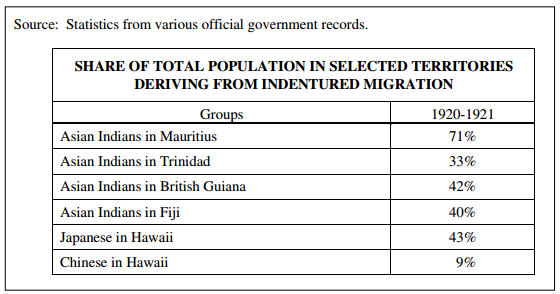 Source: Statistics from various official government records.
SHARE OF TOTAL POPULATION IN SELECTED TERRITORIES
DERIVING FROM INDENTURED MIGRATION
Groups 1920-1921
Asian Indians in Mauritius 71%
Asian Indians in Trinidad 33%
Asian Indians in British Guiana 42%
Asian Indians in Fiji 40%
Japanese in Hawaii 43%
Chinese in Hawaii 9%